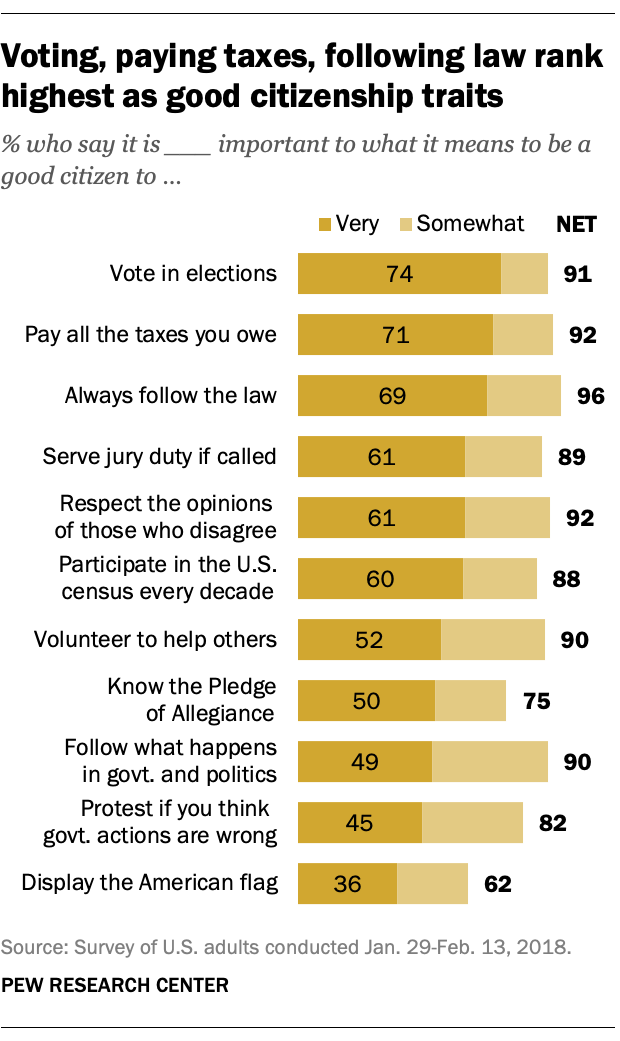 Voting, paying taxes, following law rank
highest as good citizenship traits
% who say it is ___ important to what it means to be a
good citizen to ...
Very Somewhat NET
Vote in elections 74 91
Pay all the taxes you owe 71 92
Always follow the law 69 96
Serve jury duty if called 61 89
Respect the opinions
of those who disagree 61 92
Participate in the U.S.
census every decade 60 88
Volunteer to help others 52 90
Know the Pledge
of Allegiance 50 75
Follow what happens
in govt. and politics 49 90
Protest if you think
govt. actions are wrong 45 82
Display the American flag 36 62
Source: Survey of U.S. adults conducted Jan. 29-Feb. 13, 2018.
PEW RESEARCH CENTER